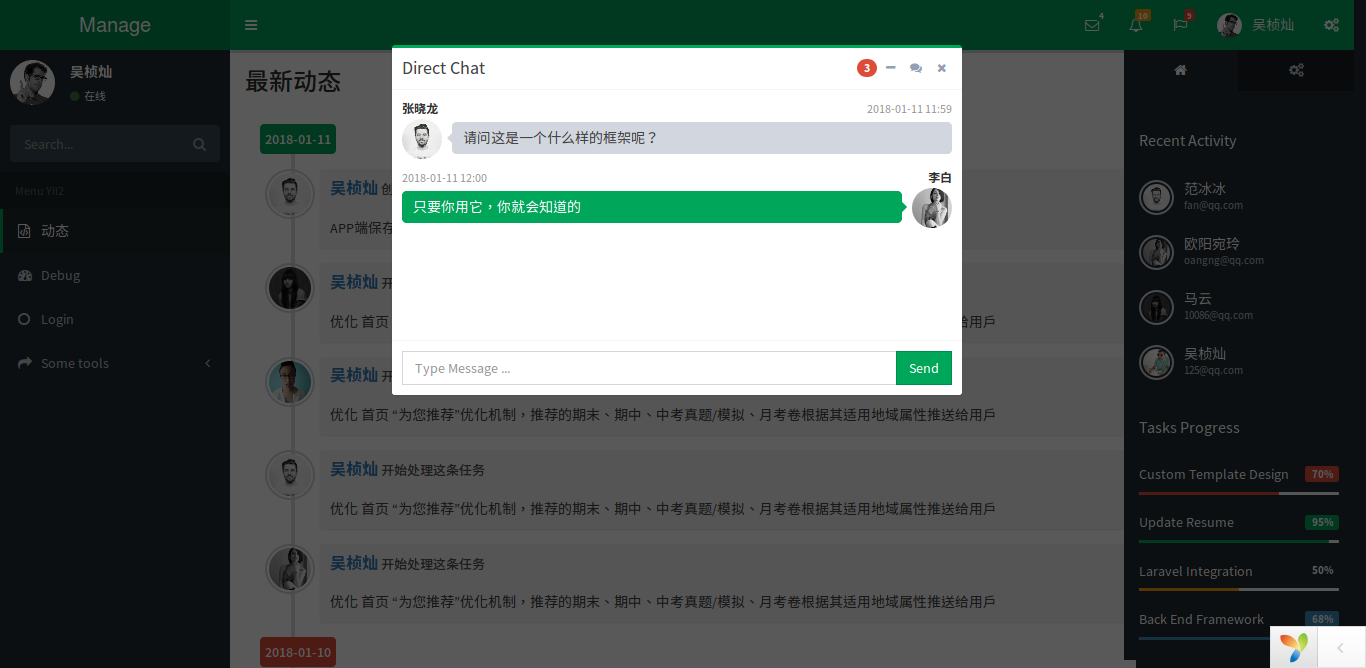 Manage
4
10
5
吴桢灿
吴桢灿
在线
Search...
Menu YII2
动态
Debug
Login
Some tools
最新动态
2018-01-11
吴桢灿 创
APP端保存
吴桢灿 开
优化 首页 给用戶
吴桢灿 开
优化 首页 “为您推荐”优化机制，推荐的期末、期中、中考真题/模拟、月考卷根据其适用地域属性推送给用戶
吴桢灿 开始处理这条任务
优化 首页 “为您推荐”优化机制，推荐的期末、期中、中考真题/模拟、月考卷根据其适用地域属性推送给用戶
吴桢灿 开始处理这条任务
优化 首页 “为您推荐”优化机制，推荐的期末、期中、中考真题/模拟、月考卷根据其适用地域属性推送给用戶
2018-01-10
Direct Chat
3
张晓龙 2018-01-11 11:59
请问这是一个什么样的框架呢？
2018-01-11 12:00 李白
只要你用它，你就会知道的
Type Message ...
Send
Recent Activity
范冰冰
fan@qq.com
欧阳宛玲
oangng@qq.com
马云
10086@qq.com
吴桢灿
125@qq.com
Tasks Progress
Custom Template Design 70%
Update Resume 95%
Laravel Integration 50%
Back End Framework 68%